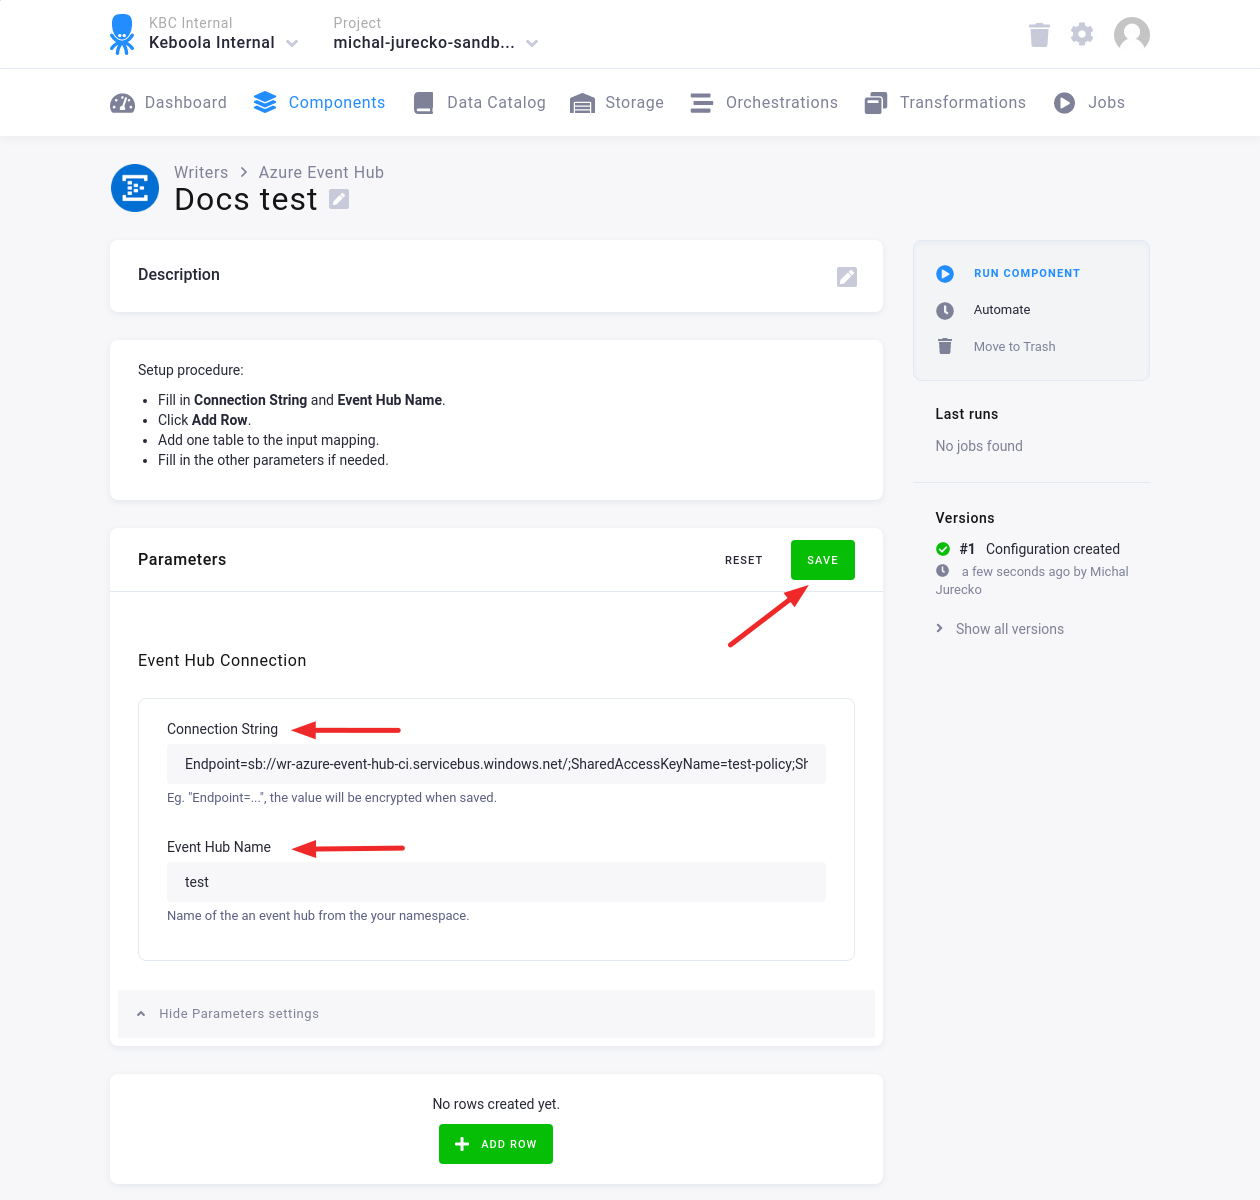 KBC Internal
Keboola Internal
Project
michal-jurecko-sandb...
Dashboard
Components
Data Catalog
Storage
Orchestrations
Transformations
Jobs
Writers > Azure Event Hub
Docs test
Description
Setup procedure:
• Fill in Connection String and Event Hub Name.
• Click Add Row.
• Add one table to the input mapping.
• Fill in the other parameters if needed.
Parameters
RESET
SAVE
Event Hub Connection
Connection String
Endpoint=sb://wr-azure-event-hub-ci.servicebus.windows.net/;SharedAccessKeyName=test-policy;Sh
Eg. "Endpoint=...", the value will be encrypted when saved.
Event Hub Name
test
Name of the an event hub from the your namespace.
Hide Parameters settings
No rows created yet.
ADD ROW
RUN COMPONENT
Automate
Move to Trash
Last runs
No jobs found
Versions
#1 Configuration created
a few seconds ago by Michal
Jurecko
Show all versions